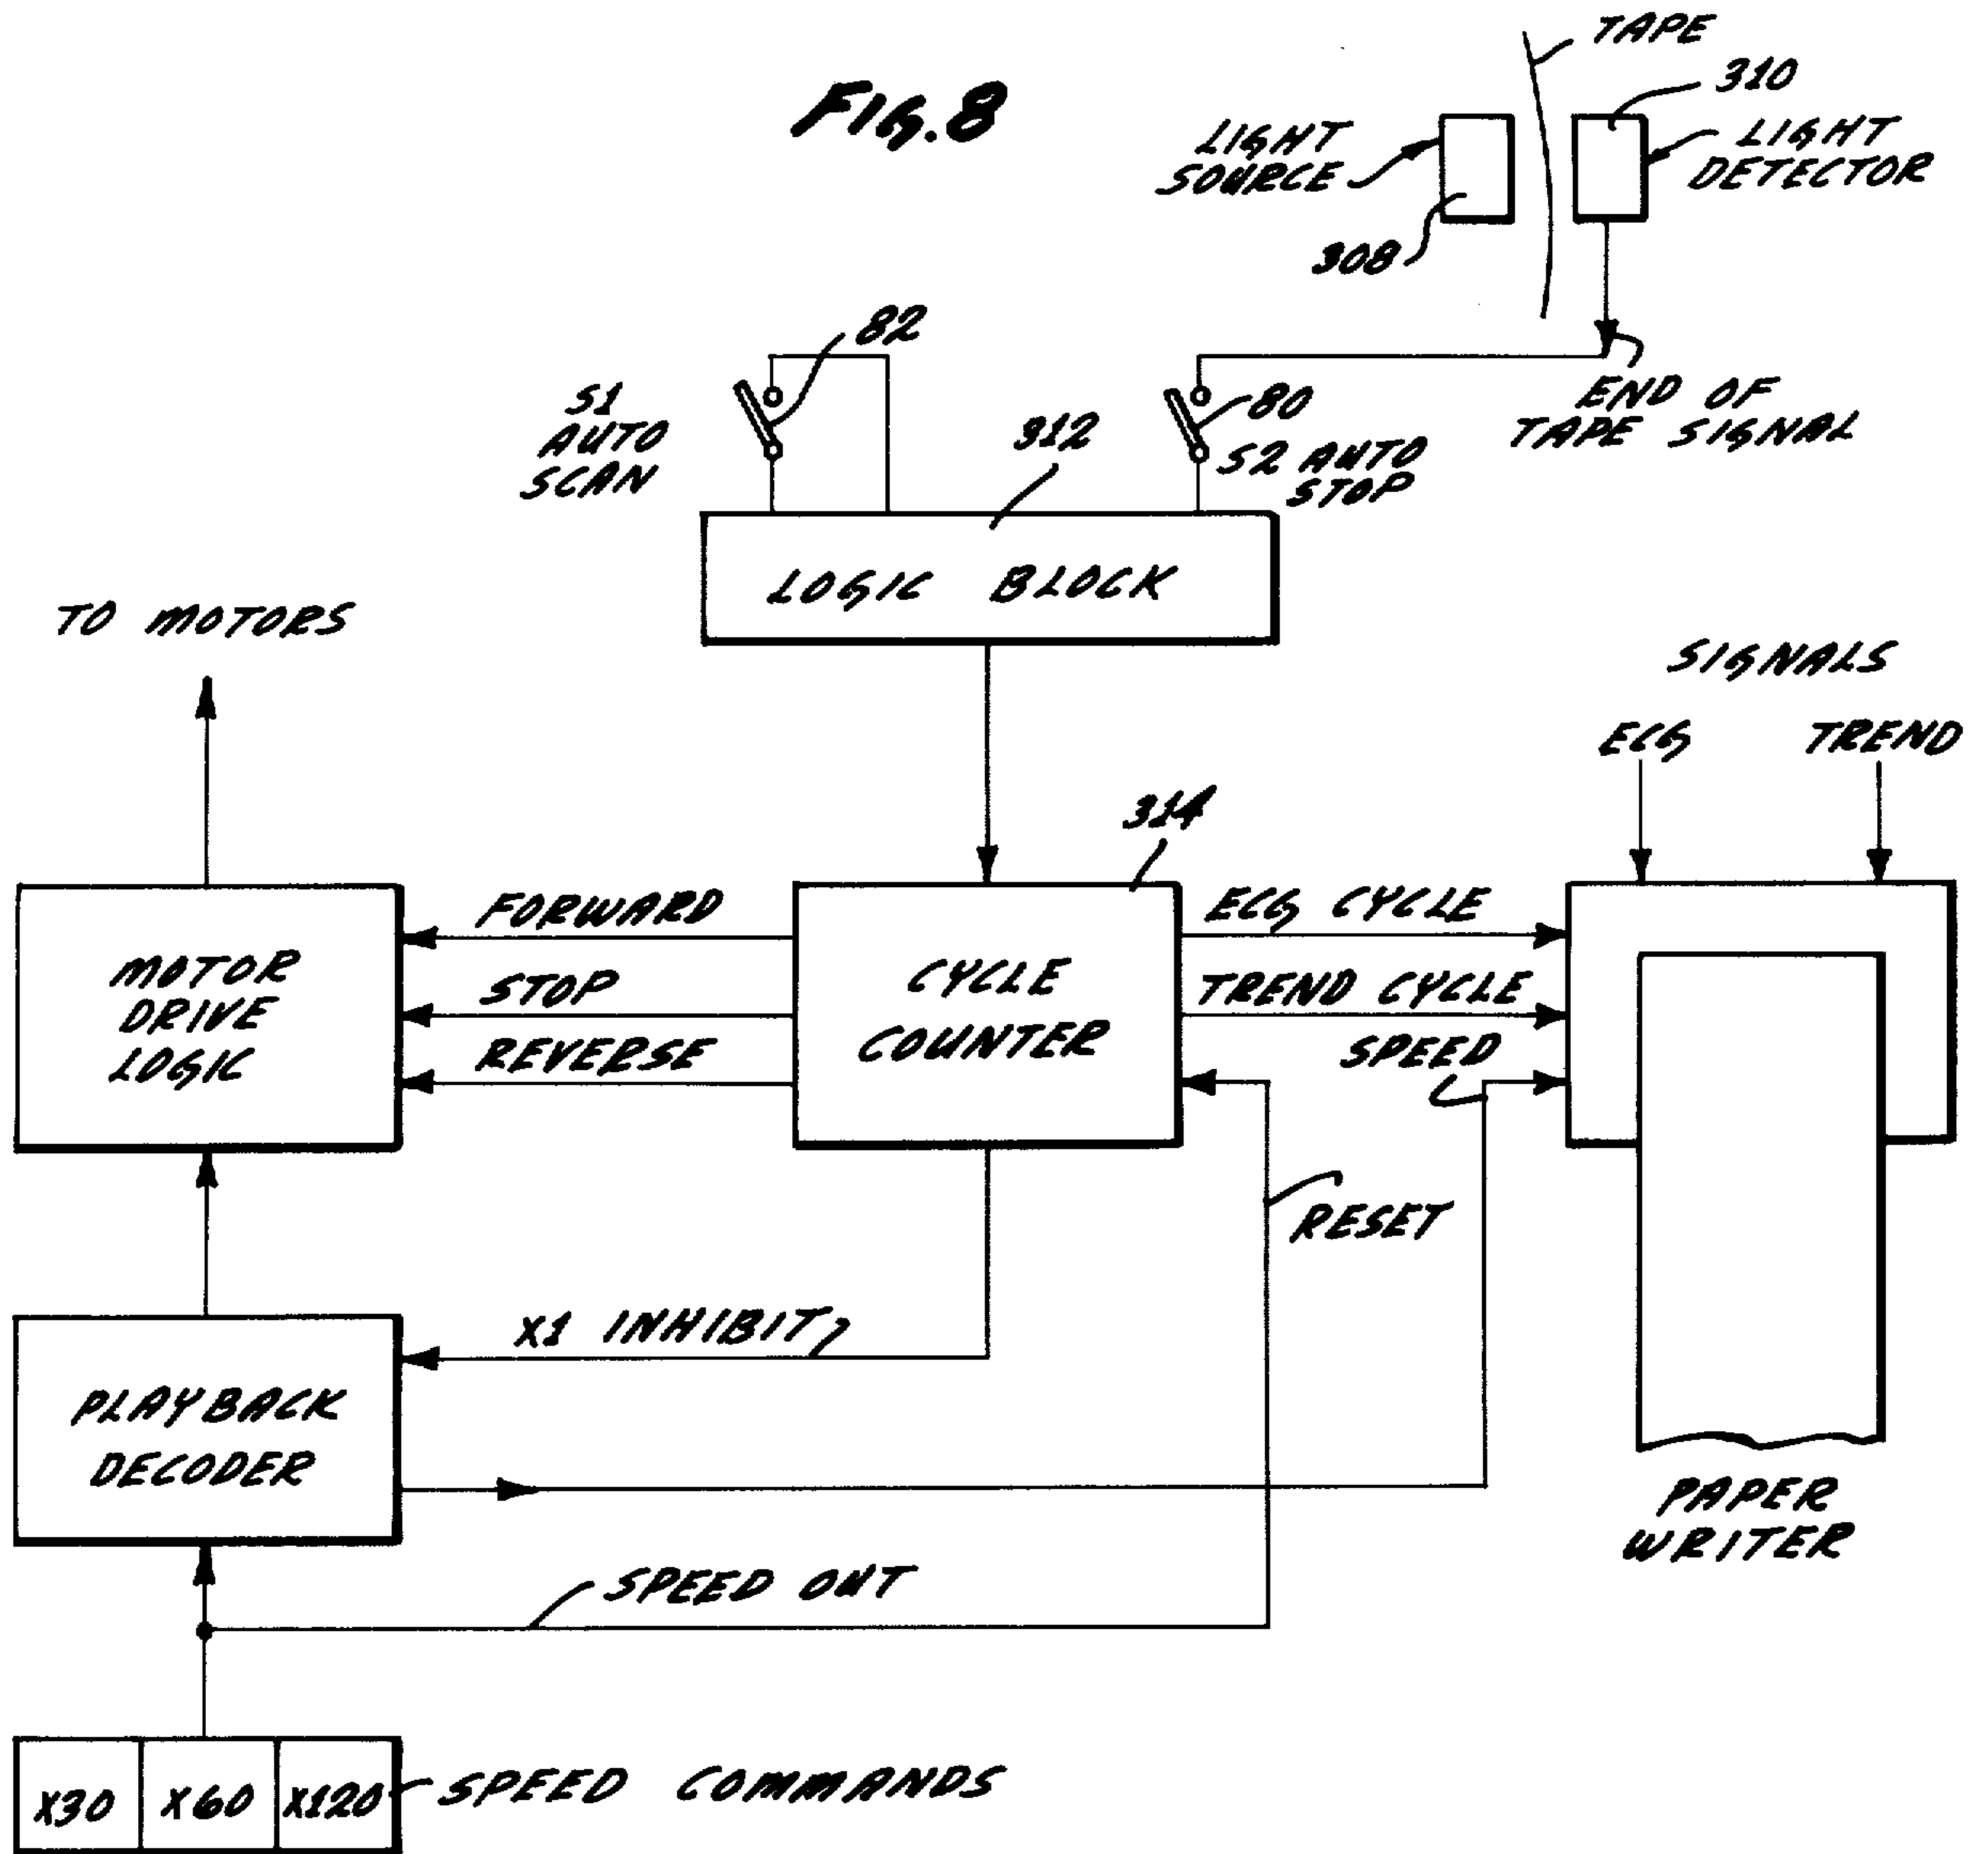 FIG. 8
TAPE
310
LIGHT
SOURCE
LIGHT
DETECTOR
308
82
S1
AUTO
SCAN
80
S2 AUTO
STOP
END OF
TAPE SIGNAL
312
LOGIC BLOCK
TO MOTORS
SIGNALS
ECG
TREND
314
FORWARD
STOP
REVERSE
MOTOR
DRIVE
LOGIC
CYCLE
COUNTER
ECG CYCLE
TREND CYCLE
SPEED
RESET
X1 INHIBIT
PLAYBACK
DECODER
PAPER
WRITER
SPEED OUT
X30
X60
X120
SPEED COMMANDS